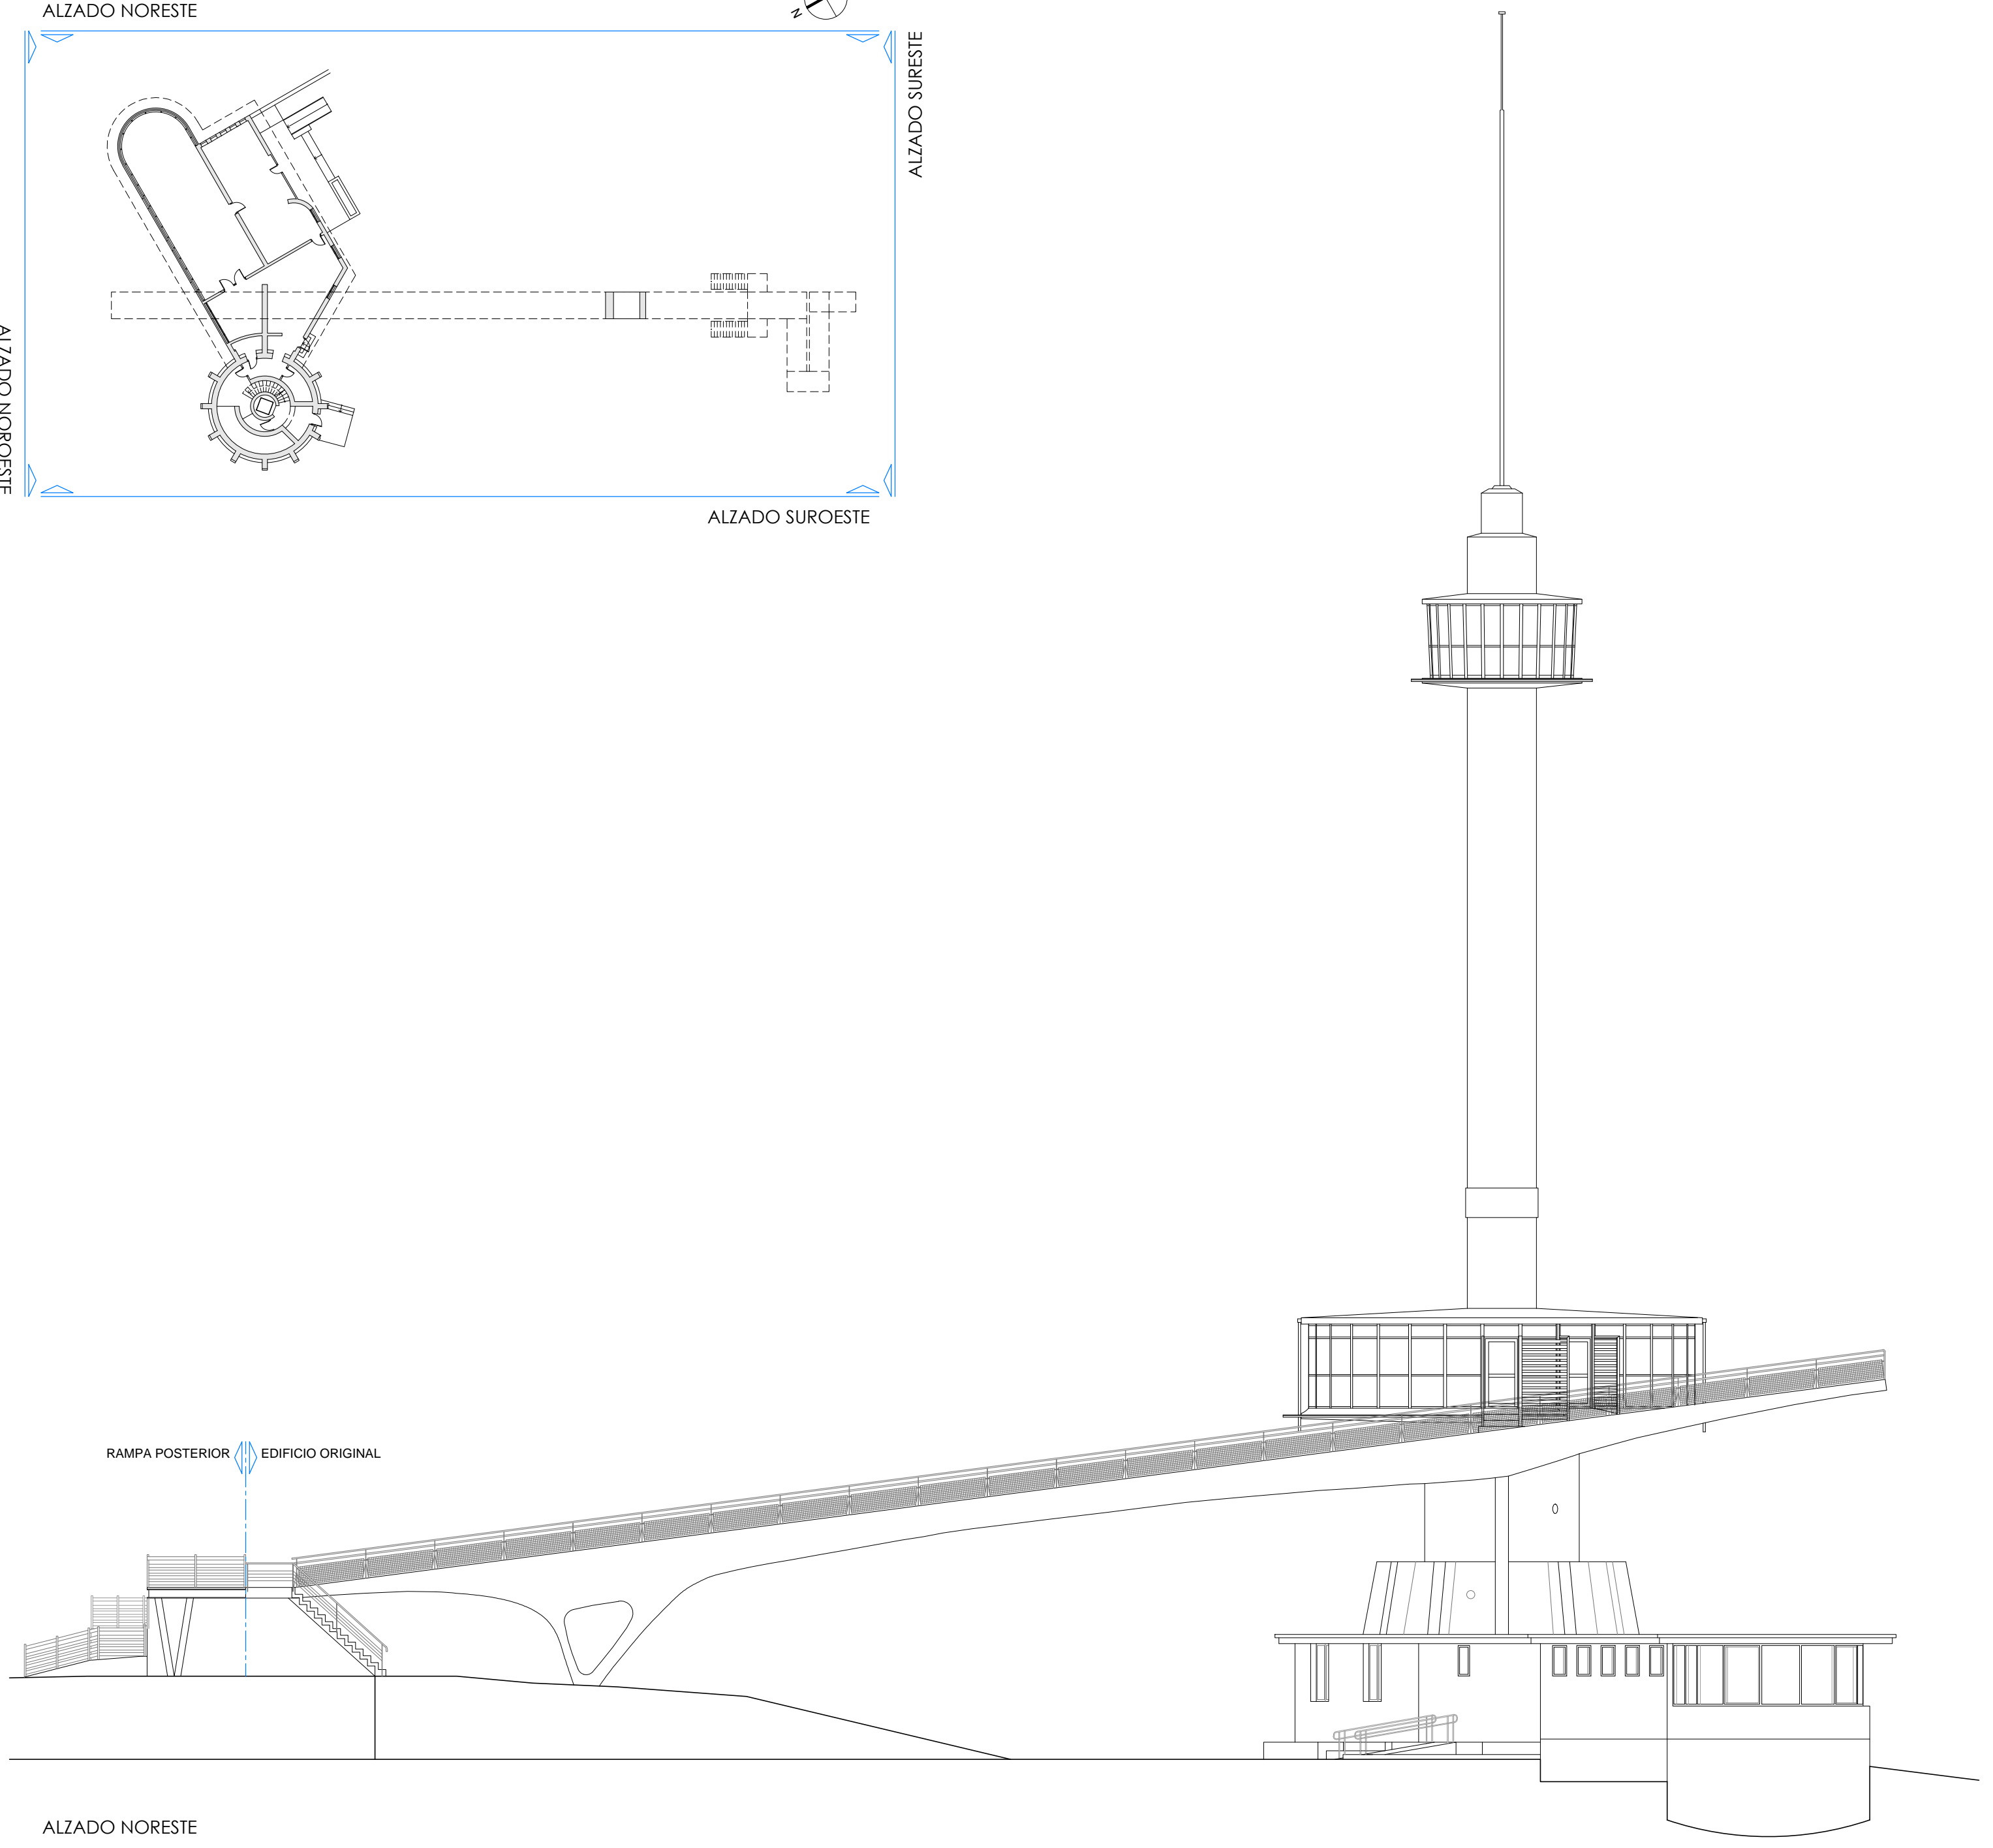 ALZADO NORESTE
N
ALZADO SURESTE
ALZADO NOROESTE
ALZADO SUROESTE
RAMPA POSTERIOR
EDIFICIO ORIGINAL
ALZADO NORESTE